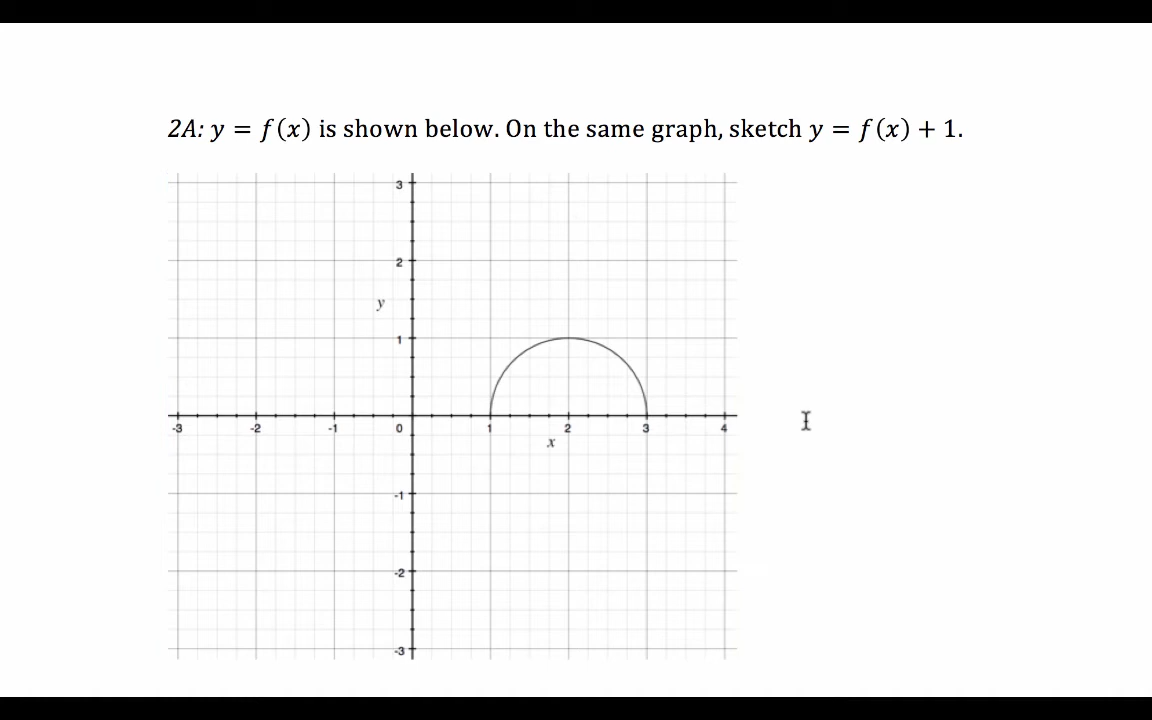 2A: y = f(x) is shown below. On the same graph, sketch y = f(x) + 1.
3
2
y
1
-3 -2 -1 0 1 2 3 4
x
-1
-2
-3